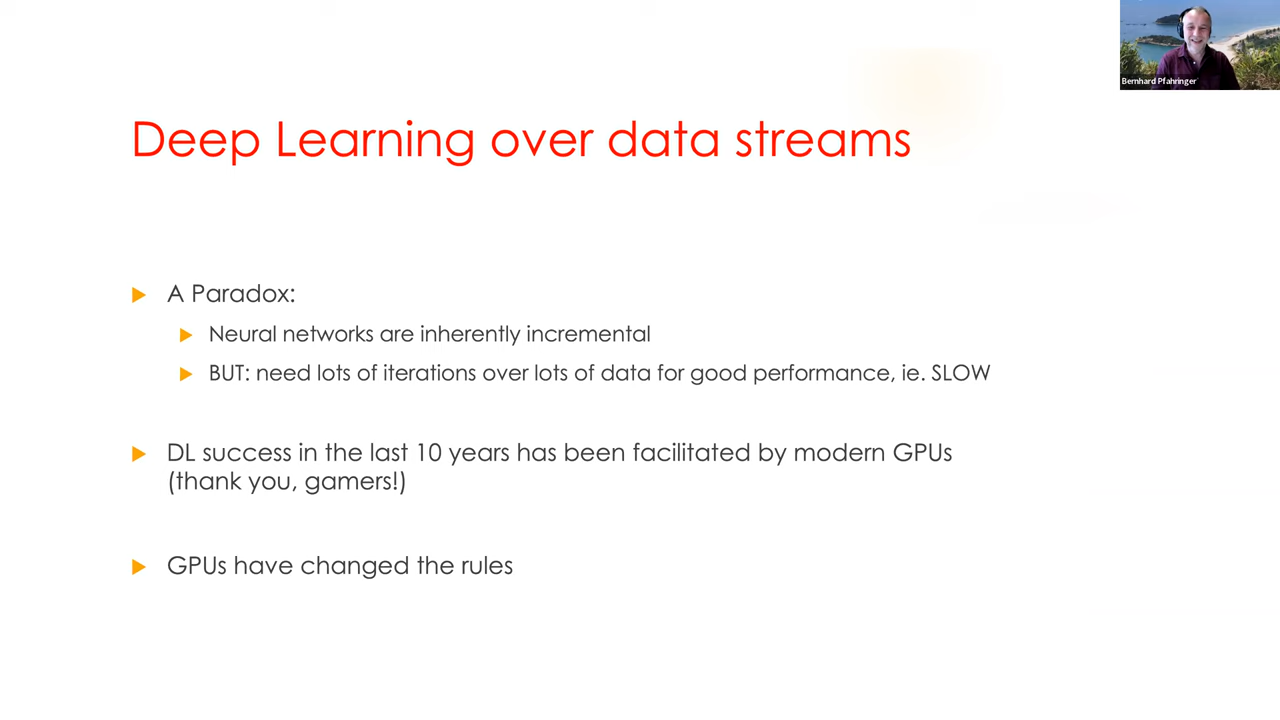 Bernhard Pfahringer
Deep Learning over data streams
A Paradox:
Neural networks are inherently incremental
BUT: need lots of iterations over lots of data for good performance, ie. SLOW
DL success in the last 10 years has been facilitated by modern GPUs
(thank you, gamers!)
GPUs have changed the rules